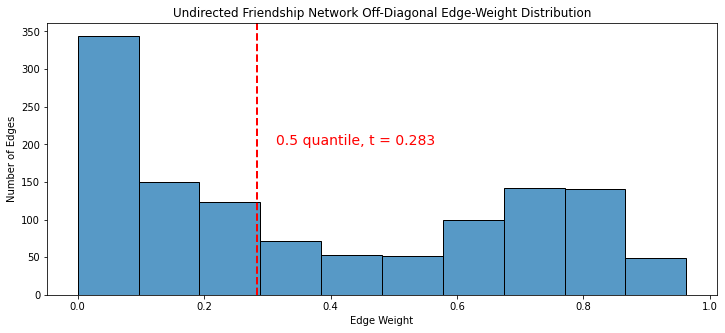 Undirected Friendship Network Off-Diagonal Edge-Weight Distribution
350
300
250
200
150
100
50
0
Number of Edges
0.5 quantile, t = 0.283
0.0 0.2 0.4 0.6 0.8 1.0
Edge Weight